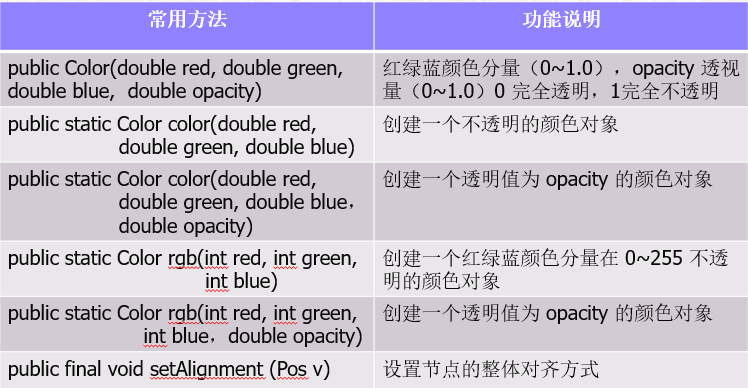 常用方法
功能说明
public Color(double red, double green,
double blue, double opacity)
红绿蓝颜色分量（0~1.0），opacity 透视
量（0~1.0）0 完全透明，1完全不透明
public static Color color(double red,
double green, double blue)
创建一个不透明的颜色对象
public static Color color(double red,
double green, double blue，
double opacity)
创建一个透明值为 opacity 的颜色对象
public static Color rgb(int red, int green,
int blue)
创建一个红绿蓝颜色分量在 0~255 不透
明的颜色对象
public static Color rgb(int red, int green,
int blue，double opacity)
创建一个透明值为 opacity 的颜色对象
public final void setAlignment (Pos v)
设置节点的整体对齐方式